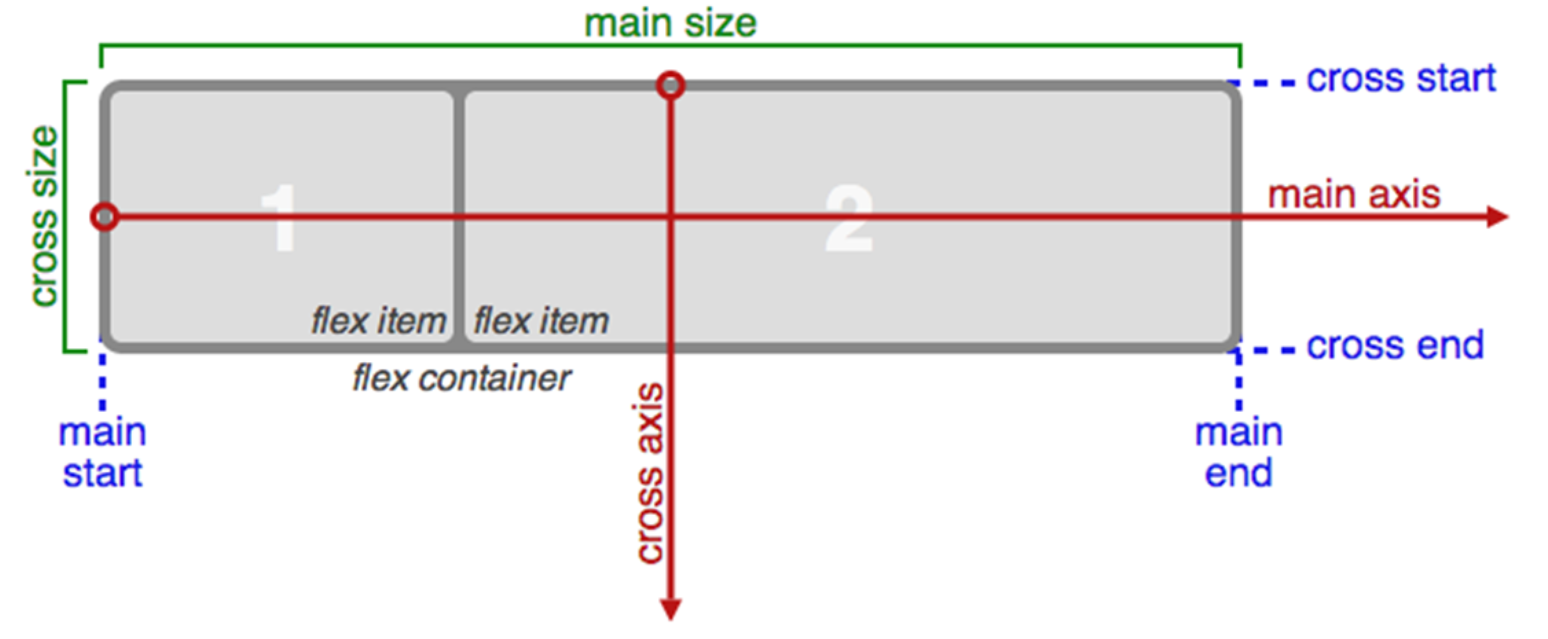 main size
cross start
cross size
main axis
1
2
flex item
flex item
cross end
flex container
cross axis
main
start
main
end